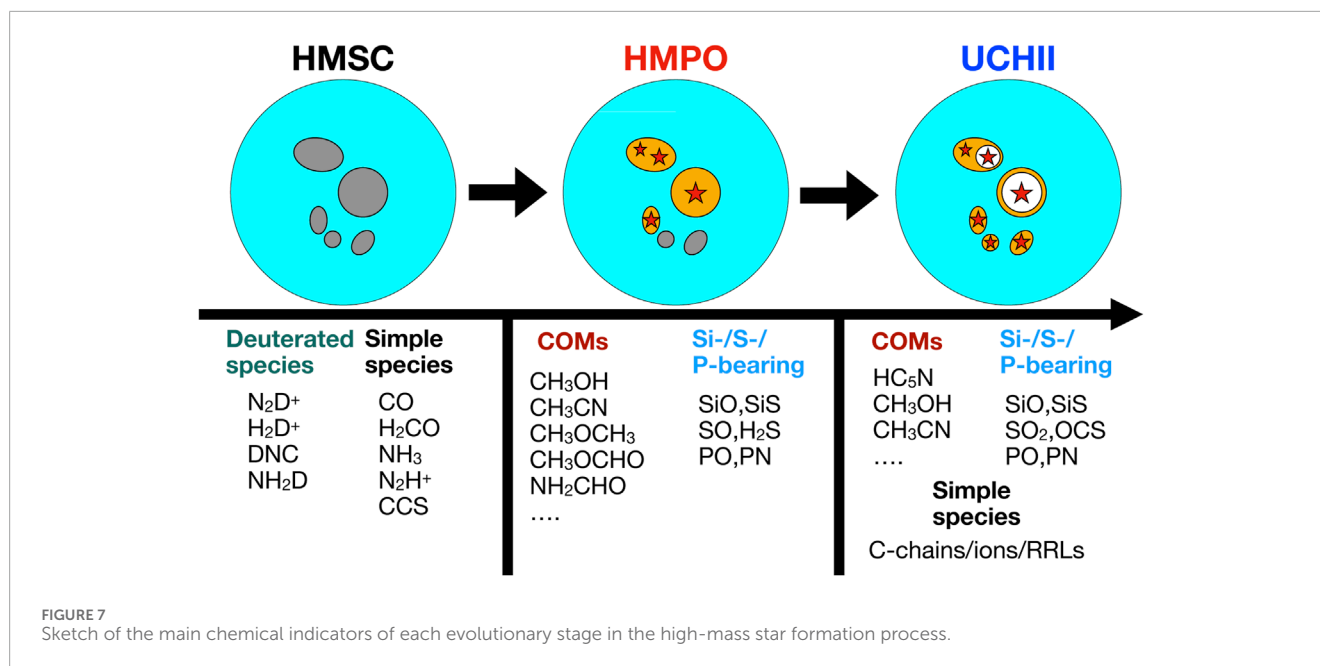 HMSC
HMPO
UCHII
Deuterated
species
N₂D⁺
H₂D⁺
DNC
NH₂D
Simple
species
CO
H₂CO
NH₃
N₂H⁺
CCS
COMs
CH₃OH
CH₃CN
CH₃OCH₃
CH₃OCHO
NH₂CHO
....
Si-/S-/
P-bearing
SiO,SiS
SO,H₂S
PO,PN
COMs
HC₅N
CH₃OH
CH₃CN
....
Si-/S-/
P-bearing
SiO,SiS
SO₂,OCS
PO,PN
Simple
species
C-chains/ions/RRLs
FIGURE 7
Sketch of the main chemical indicators of each evolutionary stage in the high-mass star formation process.